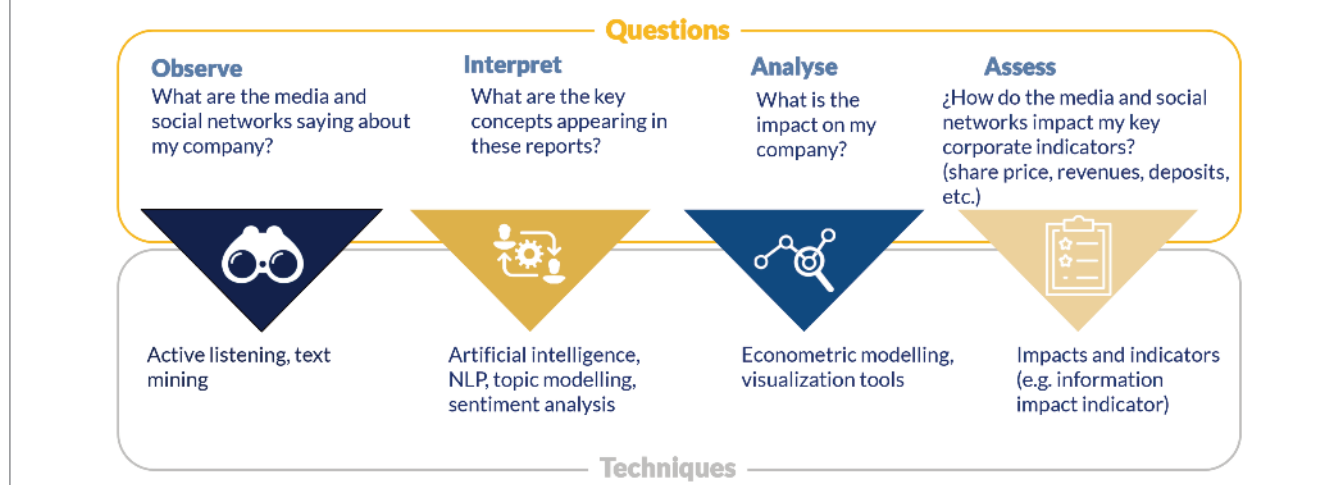 Questions
Observe
What are the media and
social networks saying about
my company?
Interpret
What are the key
concepts appearing in
these reports?
Analyse
What is the
impact on my
company?
Assess
¿How do the media and social
networks impact my key
corporate indicators?
(share price, revenues, deposits,
etc.)
Active listening, text
mining
Artificial intelligence,
NLP, topic modelling,
sentiment analysis
Econometric modelling,
visualization tools
Impacts and indicators
(e.g. information
impact indicator)
Techniques